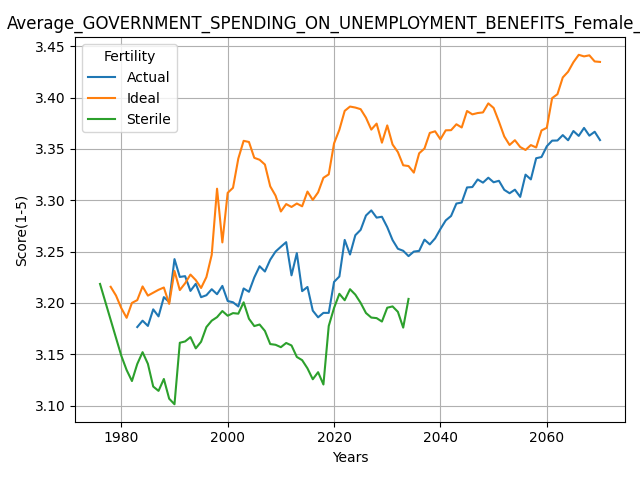 Average_GOVERNMENT_SPENDING_ON_UNEMPLOYMENT_BENEFITS_Female_
Fertility
Actual
Ideal
Sterile
Score(1-5)
3.45
3.40
3.35
3.30
3.25
3.20
3.15
3.10
1980 2000 2020 2040 2060
Years